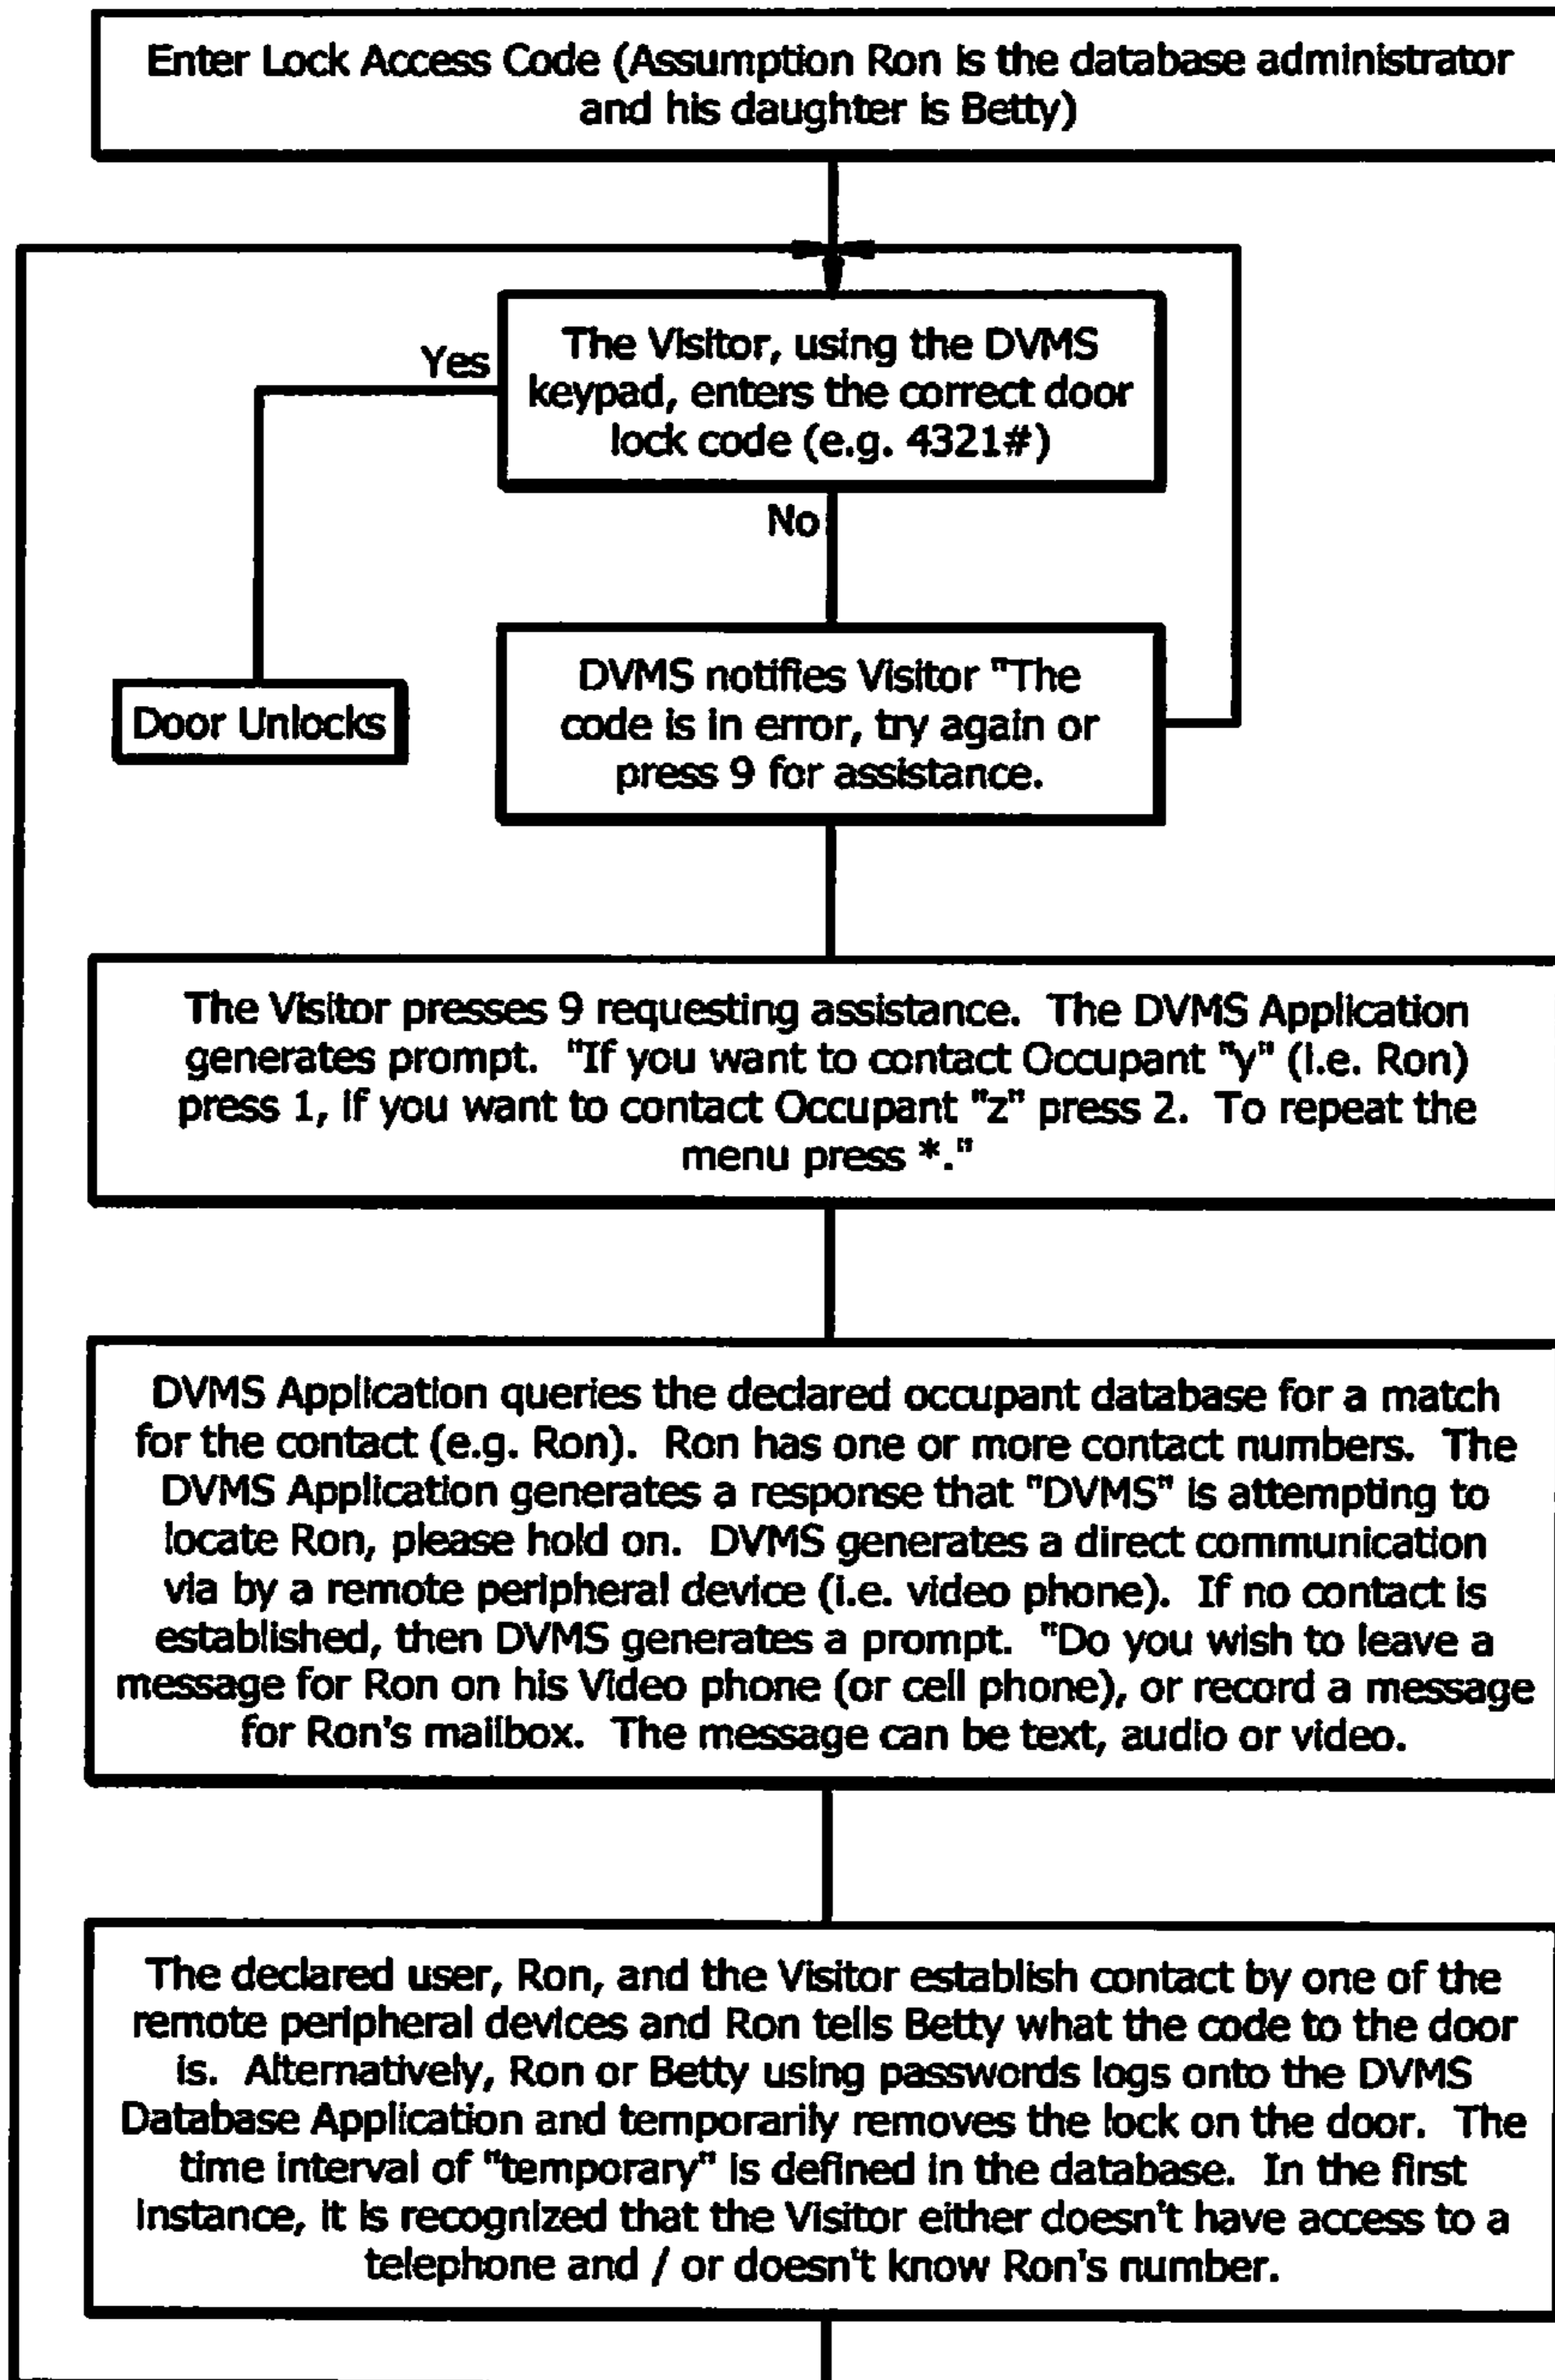 Enter Lock Access Code (Assumption Ron is the database administrator
and his daughter is Betty)
The Visitor, using the DVMS
keypad, enters the correct door
lock code (e.g. 4321#)
Yes
No
DVMS notifies Visitor "The
code is in error, try again or
press 9 for assistance.
Door Unlocks
The Visitor presses 9 requesting assistance. The DVMS Application
generates prompt. "If you want to contact Occupant "y" (i.e. Ron)
press 1, if you want to contact Occupant "z" press 2. To repeat the
menu press *."
DVMS Application queries the declared occupant database for a match
for the contact (e.g. Ron). Ron has one or more contact numbers. The
DVMS Application generates a response that "DVMS" is attempting to
locate Ron, please hold on. DVMS generates a direct communication
via by a remote peripheral device (i.e. video phone). If no contact is
established, then DVMS generates a prompt. "Do you wish to leave a
message for Ron on his Video phone (or cell phone), or record a message
for Ron's mailbox. The message can be text, audio or video.
The declared user, Ron, and the Visitor establish contact by one of the
remote peripheral devices and Ron tells Betty what the code to the door
is. Alternatively, Ron or Betty using passwords logs onto the DVMS
Database Application and temporarily removes the lock on the door. The
time interval of "temporary" is defined in the database. In the first
instance, it is recognized that the Visitor either doesn't have access to a
telephone and / or doesn't know Ron's number.